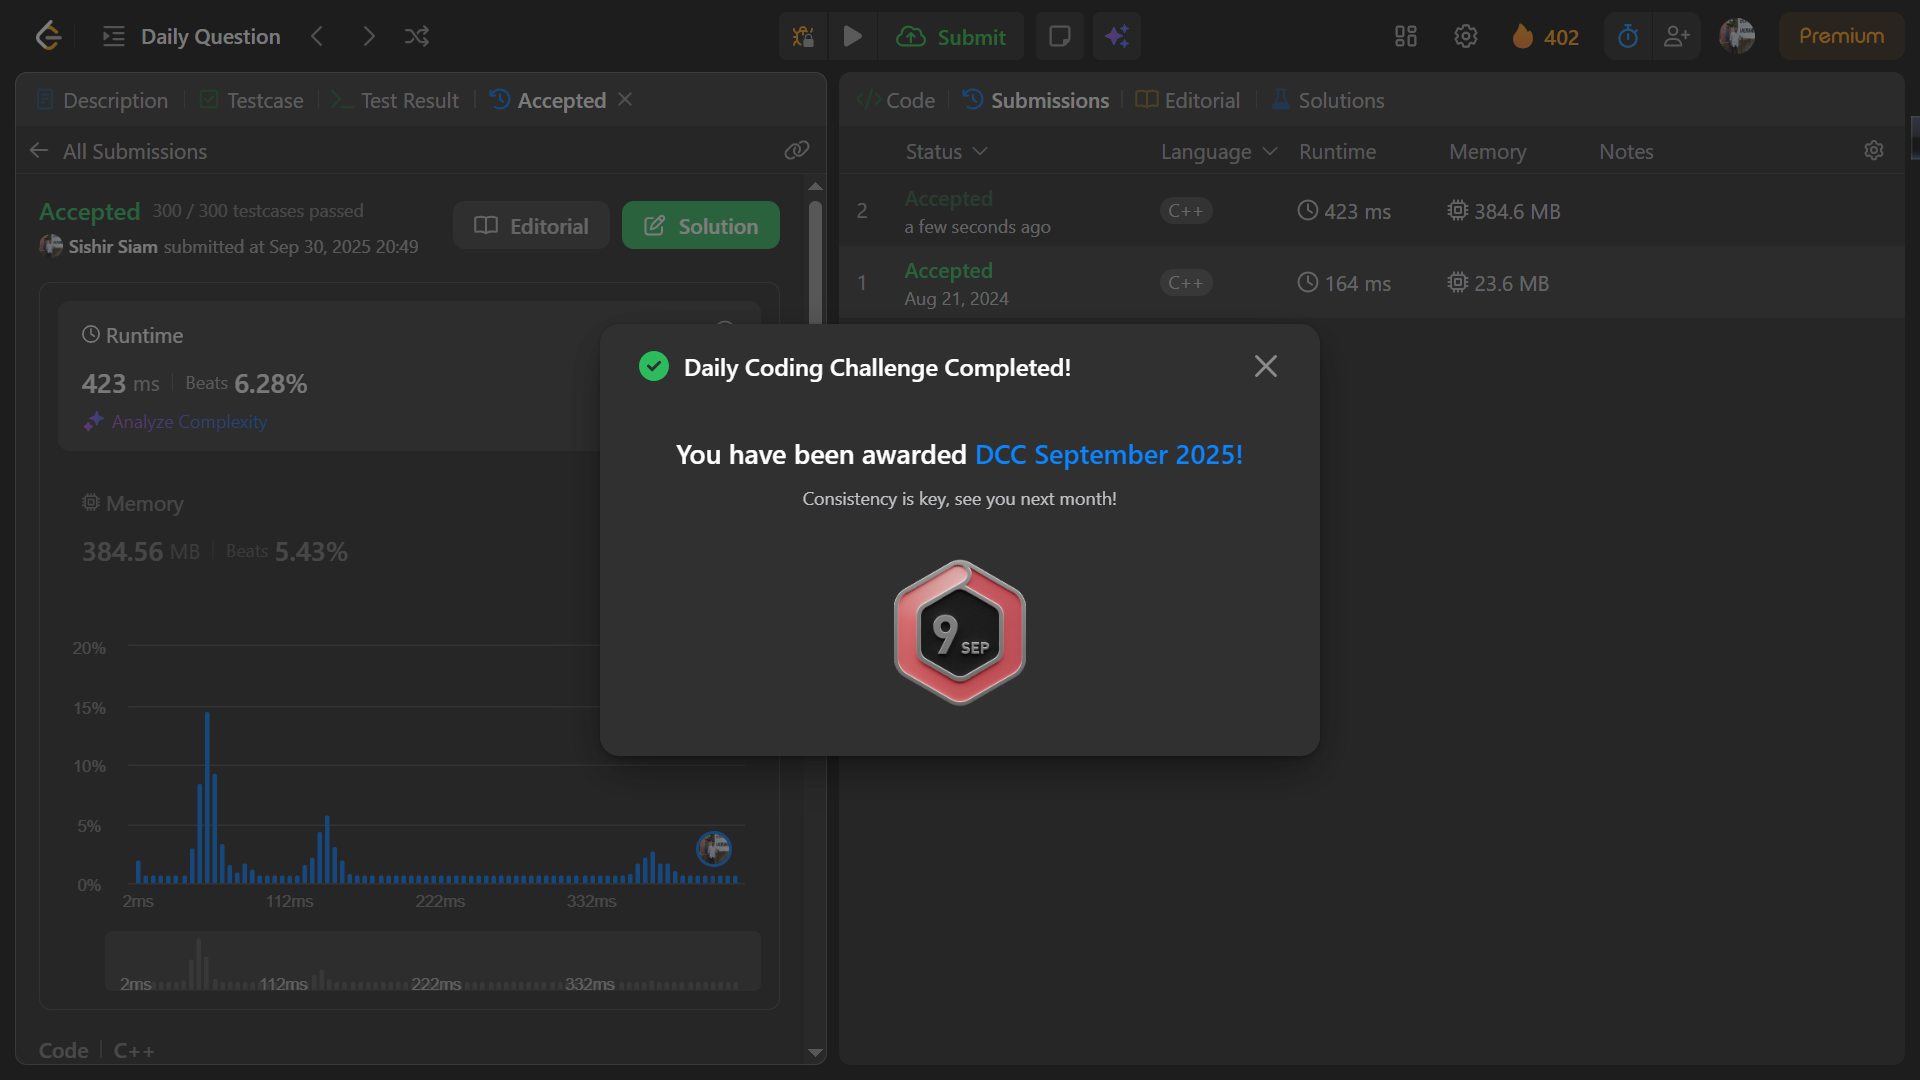 Daily Question
Submit
402
Premium
Description
Testcase
Test Result
Accepted
All Submissions
Accepted 300 / 300 testcases passed
Sishir Siam submitted at Sep 30, 2025 20:49
Editorial
Solution
Runtime
423 ms Beats 6.28%
Analyze Complexity
Memory
384.56 MB Beats 5.43%
20%
15%
10%
5%
0%
2ms 112ms 222ms 332ms
2ms 112ms 222ms 332ms
Code C++
Code
Submissions
Editorial
Solutions
Status Language Runtime Memory Notes
2 Accepted C++ 423 ms 384.6 MB
a few seconds ago
1 Accepted C++ 164 ms 23.6 MB
Aug 21, 2024
Daily Coding Challenge Completed!
You have been awarded DCC September 2025!
Consistency is key, see you next month!
9 SEP